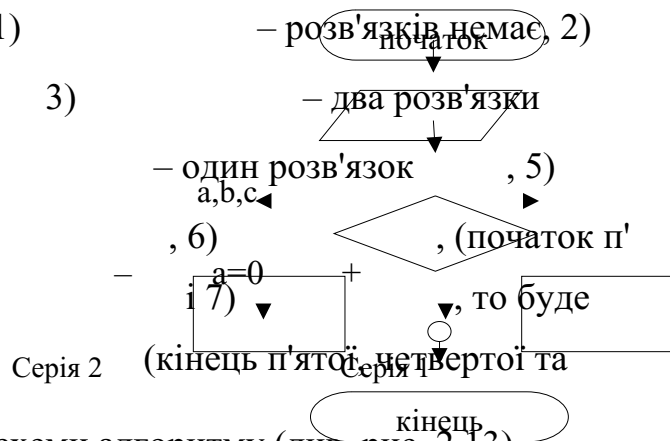 1) – розв'язків немає, 2)
початок
3) – два розв'язки
– один розв'язок , 5)
a,b,c
, 6) , (початок п'
– a=0 +
і 7) , то буде
(кінець п'ятої, четвертої та
Серія 2 Серія 1
кінець
алгоритму (див. рис. 2.13)